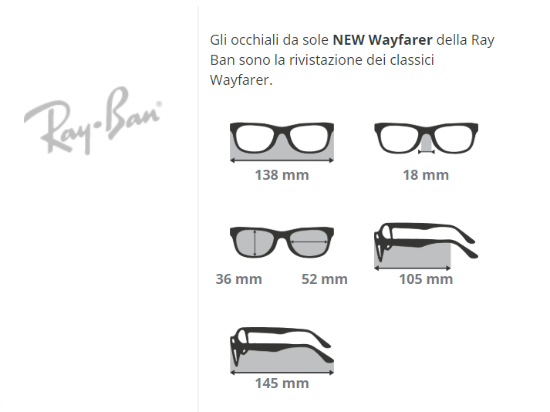 Ray-Ban®
Gli occhiali da sole NEW Wayfarer della Ray
Ban sono la rivistazione dei classici
Wayfarer.
138 mm
18 mm
36 mm
52 mm
105 mm
145 mm